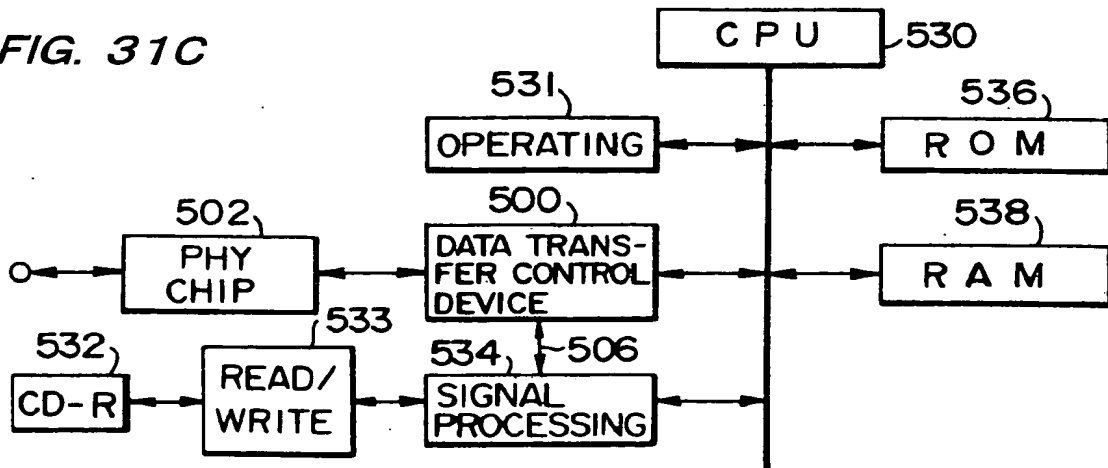 FIG. 31C
CPU
530
531
OPERATING
536
ROM
502
PHY
CHIP
500
DATA TRANS-
FER CONTROL
DEVICE
538
RAM
532
CD-R
533
READ/
WRITE
534
506
SIGNAL
PROCESSING